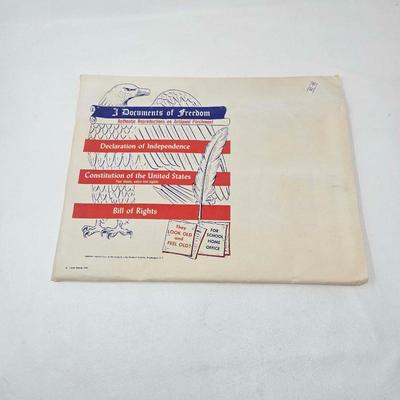 3 Documents of Freedom
Authentic Reproductions on Antiqued Parchment
Declaration of Independence
Constitution of the United States
Bill of Rights
They
LOOK OLD
and
FEEL OLD!
FOR
SCHOOL
HOME
OFFICE